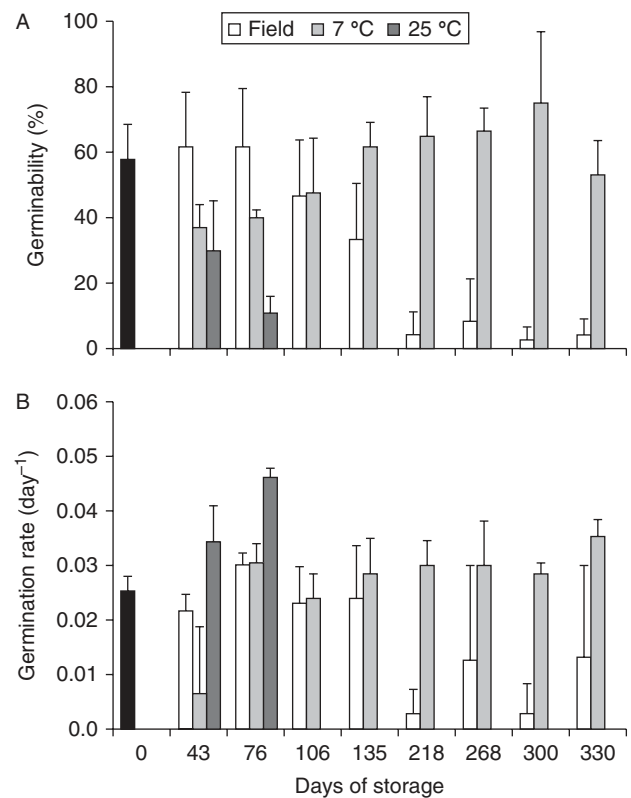 A
Field 7 ºC 25 ºC
Germinability (%)
100
80
60
40
20
0
B
Germination rate (day–1)
0.06
0.05
0.04
0.03
0.02
0.01
0.0
0 43 76 106 135 218 268 300 330
Days of storage